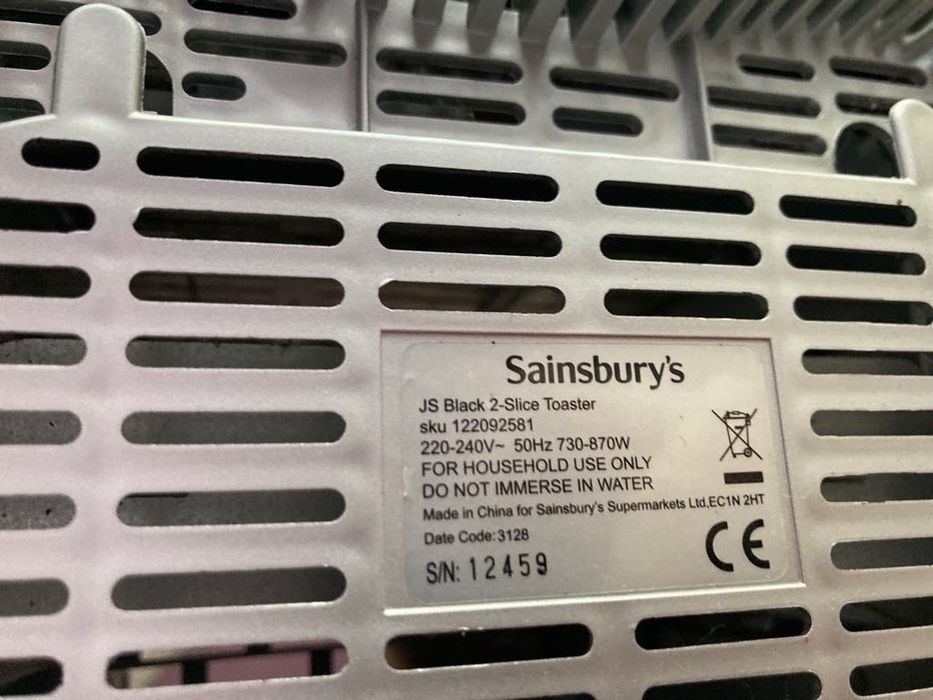 Sainsbury's
JS Black 2-Slice Toaster
sku 122092581
220-240V~ 50Hz 730-870W
FOR HOUSEHOLD USE ONLY
DO NOT IMMERSE IN WATER
Made in China for Sainsbury's Supermarkets Ltd,EC1N 2HT
Date Code:3128
S/N: 12459
CE